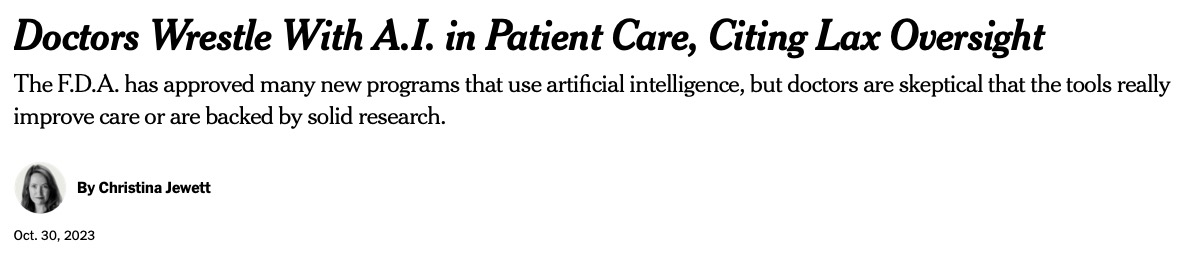 Doctors Wrestle With A.I. in Patient Care, Citing Lax Oversight
The F.D.A. has approved many new programs that use artificial intelligence, but doctors are skeptical that the tools really
improve care or are backed by solid research.
By Christina Jewett
Oct. 30, 2023